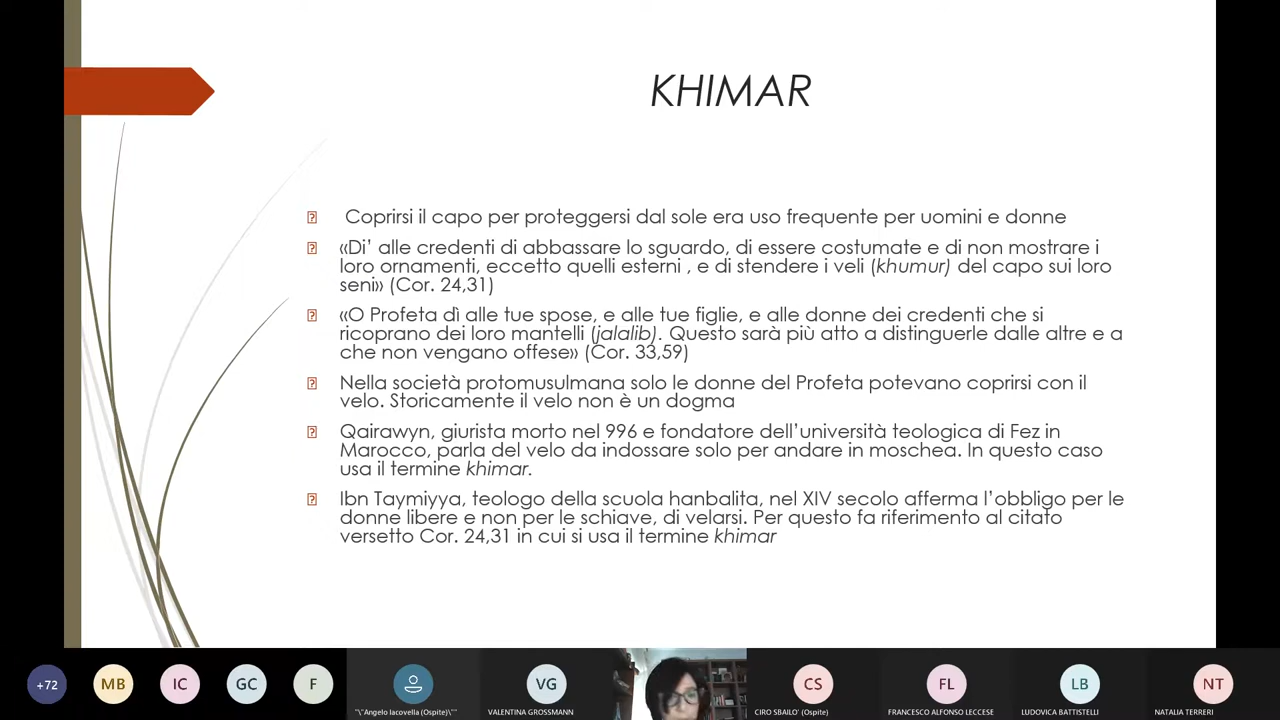 KHIMAR
Coprirsi il capo per proteggersi dal sole era uso frequente per uomini e donne
«Di’ alle credenti di abbassare lo sguardo, di essere costumate e di non mostrare i
loro ornamenti, eccetto quelli esterni , e di stendere i veli (khumur) del capo sui loro
seni» (Cor. 24,31)
«O Profeta dì alle tue spose, e alle tue figlie, e alle donne dei credenti che si
ricoprano dei loro mantelli (jalalib). Questo sarà più atto a distinguerle dalle altre e a
che non vengano offese» (Cor. 33,59)
Nella società protomusulmana solo le donne del Profeta potevano coprirsi con il
velo. Storicamente il velo non è un dogma
Qairawyn, giurista morto nel 996 e fondatore dell’università teologica di Fez in
Marocco, parla del velo da indossare solo per andare in moschea. In questo caso
usa il termine khimar.
Ibn Taymiyya, teologo della scuola hanbalita, nel XIV secolo afferma l’obbligo per le
donne libere e non per le schiave, di velarsi. Per questo fa riferimento al citato
versetto Cor. 24,31 in cui si usa il termine khimar
+72
MB
IC
GC
F
"\"Angelo Iacovella (Ospite)\""
VG
VALENTINA GROSSMANN
CS
CIRO SBAILO' (Ospite)
FL
FRANCESCO ALFONSO LECCESE
LB
LUDOVICA BATTISTELLI
NT
NATALIA TERRERI